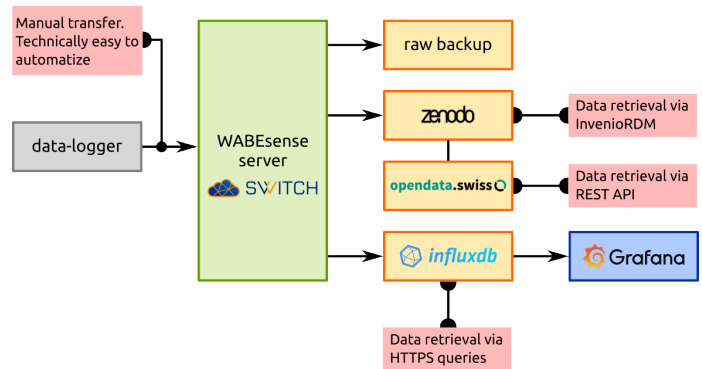 Manual transfer.
Technically easy to
automatize
data-logger
WABEsense
server
SWITCH
raw backup
zenodo
opendata.swiss
influxdb
Grafana
Data retrieval via
InvenioRDM
Data retrieval via
REST API
Data retrieval via
HTTPS queries